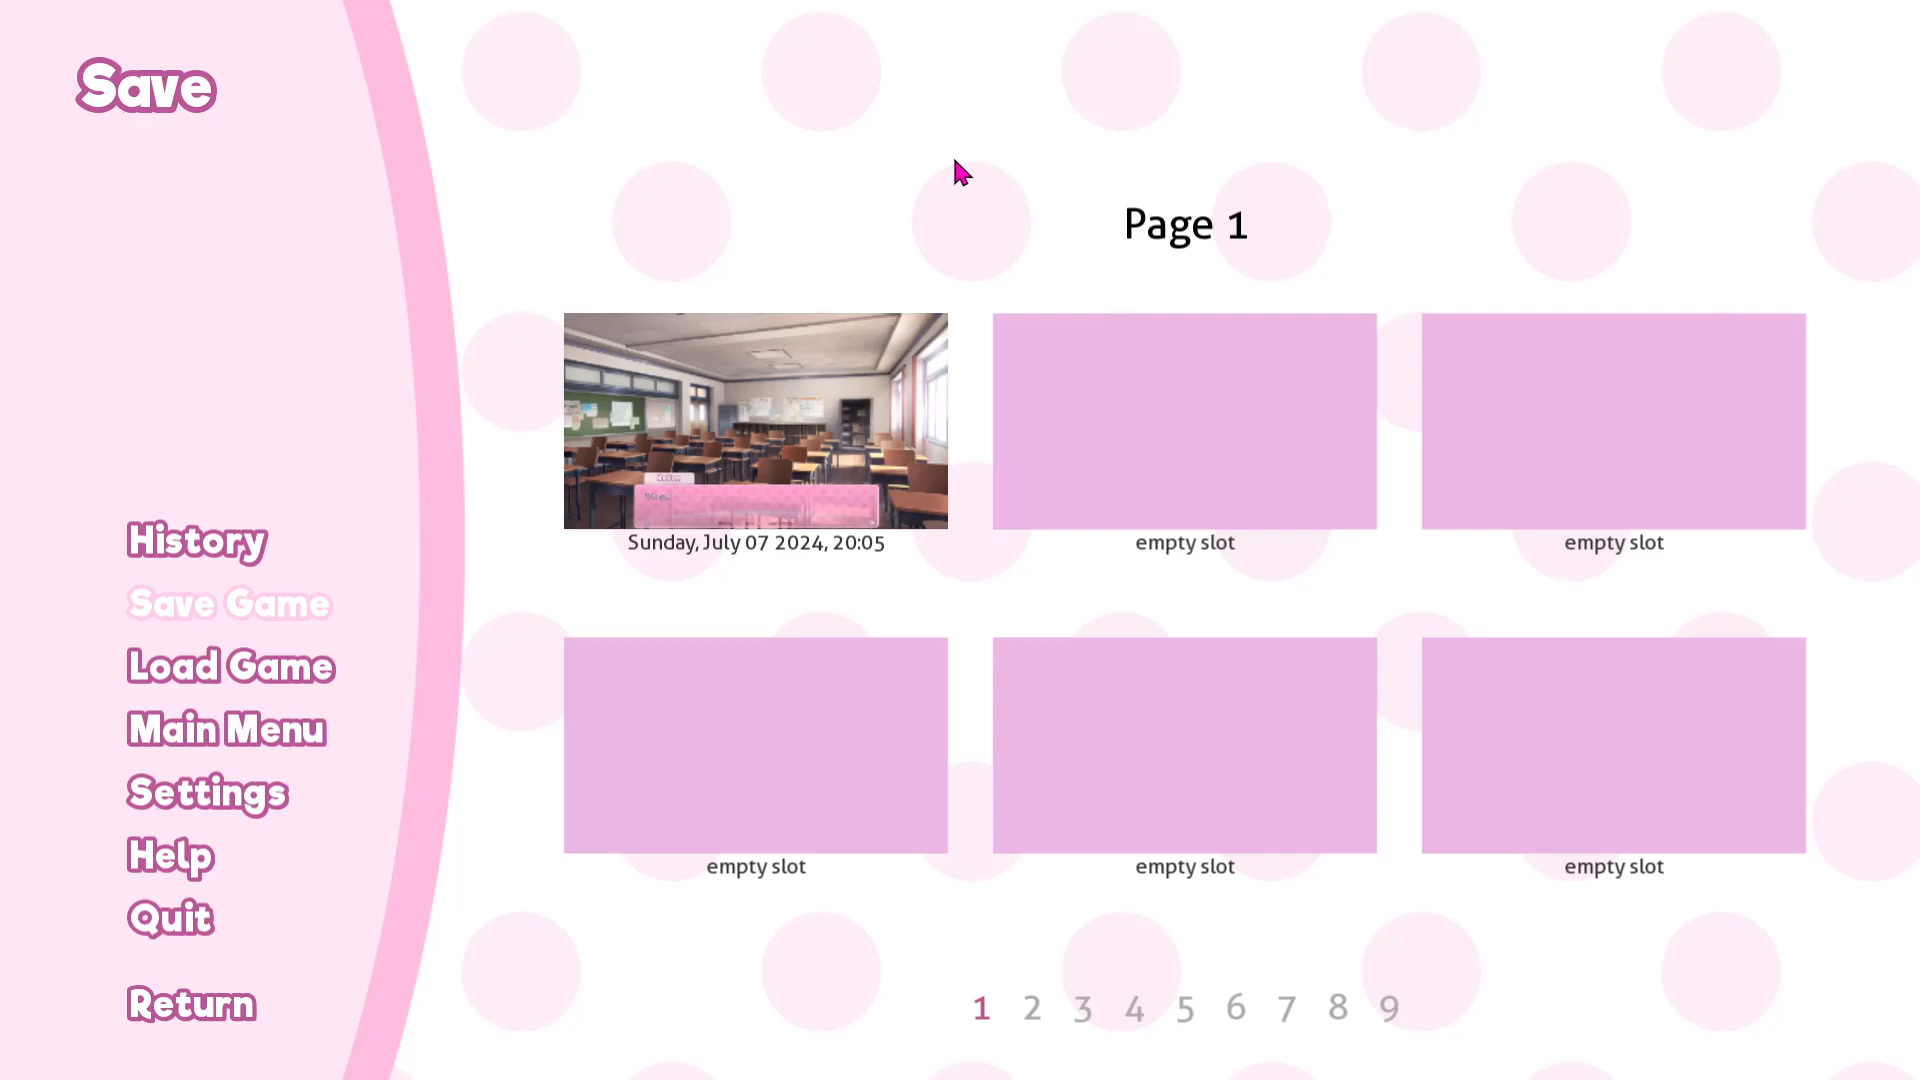 Save
Page 1
Sunday, July 07 2024, 20:05
empty slot
empty slot
empty slot
empty slot
empty slot
History
Save Game
Load Game
Main Menu
Settings
Help
Quit
Return
1 2 3 4 5 6 7 8 9